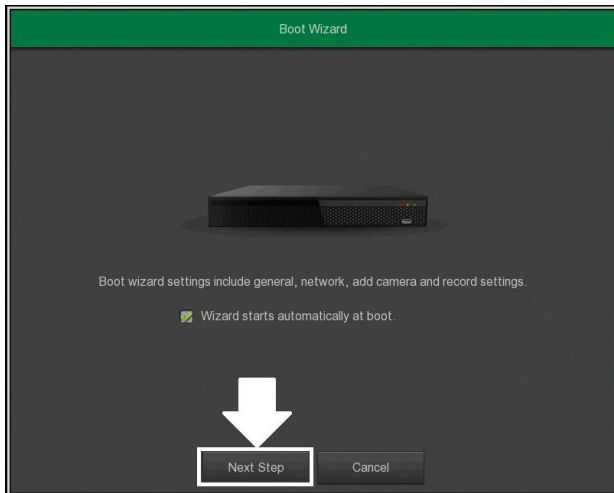 Boot Wizard
Boot wizard settings include general, network, add camera and record settings.
Wizard starts automatically at boot.
Next Step
Cancel